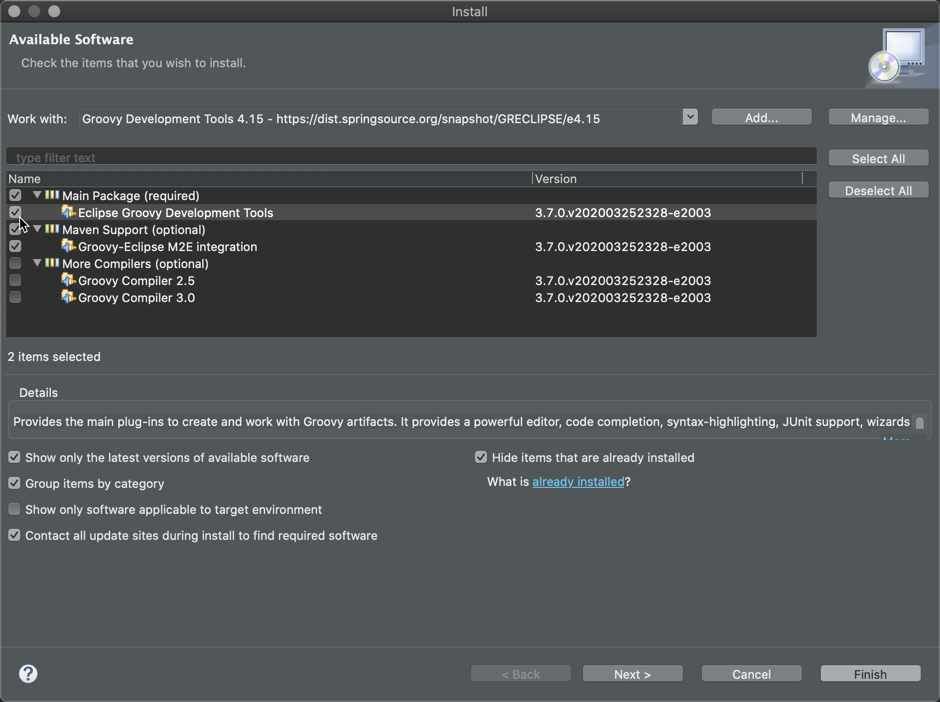 Install
Available Software
Check the items that you wish to install.
Work with: Groovy Development Tools 4.15 - https://dist.springsource.org/snapshot/GRECLIPSE/e4.15 Add... Manage...
type filter text Select All
Name Version
Deselect All
Main Package (required)
Eclipse Groovy Development Tools 3.7.0.v202003252328-e2003
Maven Support (optional)
Groovy-Eclipse M2E integration 3.7.0.v202003252328-e2003
More Compilers (optional)
Groovy Compiler 2.5 3.7.0.v202003252328-e2003
Groovy Compiler 3.0 3.7.0.v202003252328-e2003
2 items selected
Details
Provides the main plug-ins to create and work with Groovy artifacts. It provides a powerful editor, code completion, syntax-highlighting, JUnit support, wizards
Show only the latest versions of available software Hide items that are already installed
Group items by category What is already installed?
Show only software applicable to target environment
Contact all update sites during install to find required software
? < Back Next > Cancel Finish